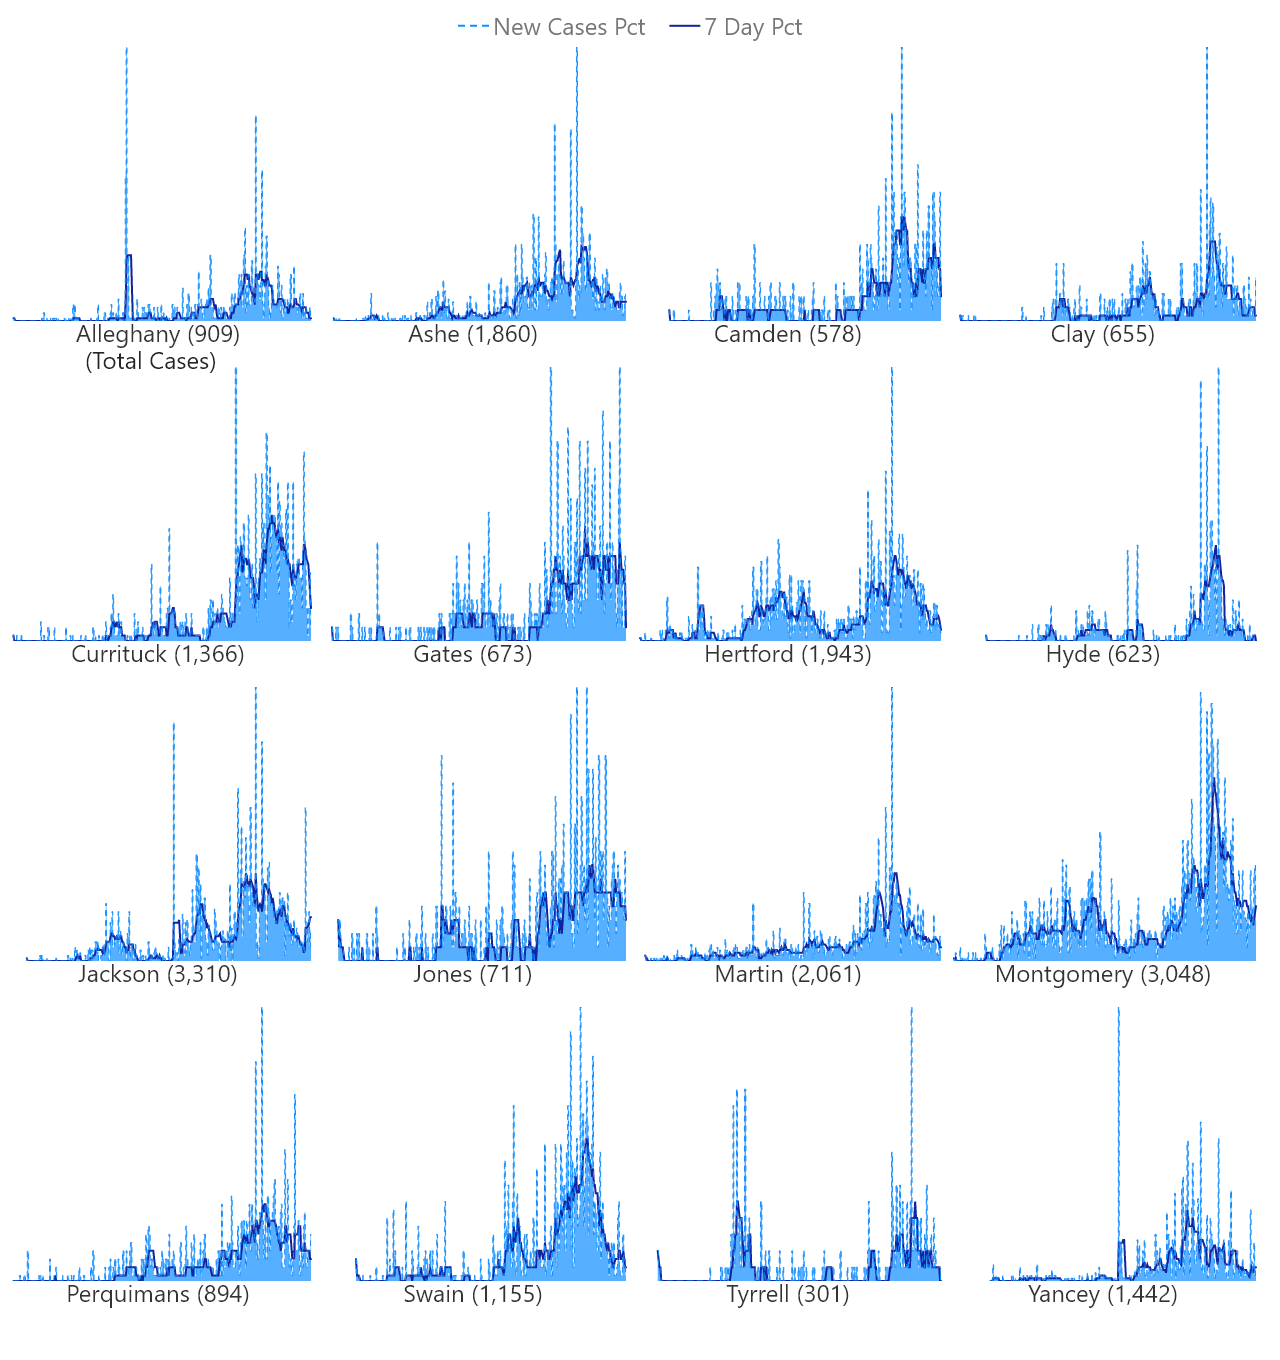 New Cases Pct 7 Day Pct
Alleghany (909) Ashe (1,860) Camden (578) Clay (655)
(Total Cases)
Currituck (1,366) Gates (673) Hertford (1,943) Hyde (623)
Jackson (3,310) Jones (711) Martin (2,061) Montgomery (3,048)
Perquimans (894) Swain (1,155) Tyrrell (301) Yancey (1,442)